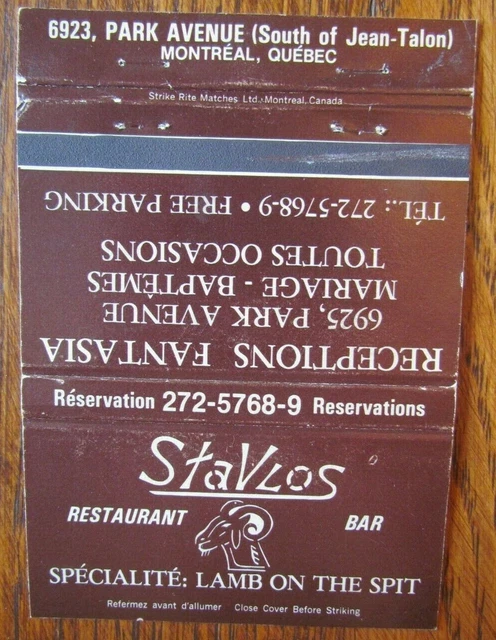 6923, PARK AVENUE (South of Jean-Talon)
MONTRÉAL, QUÉBEC
Strike Rite Matches Ltd. Montreal, Canada
RECEPTIONS FANTASIA
6925, PARK AVENUE
MARIAGE - BAPTÊMES
TOUTES OCCASIONS
TÉL.: 272-5768-9 • FREE PARKING
Réservation 272-5768-9 Reservations
StaVLOS
RESTAURANT BAR
SPÉCIALITÉ: LAMB ON THE SPIT
Refermez avant d'allumer Close Cover Before Striking